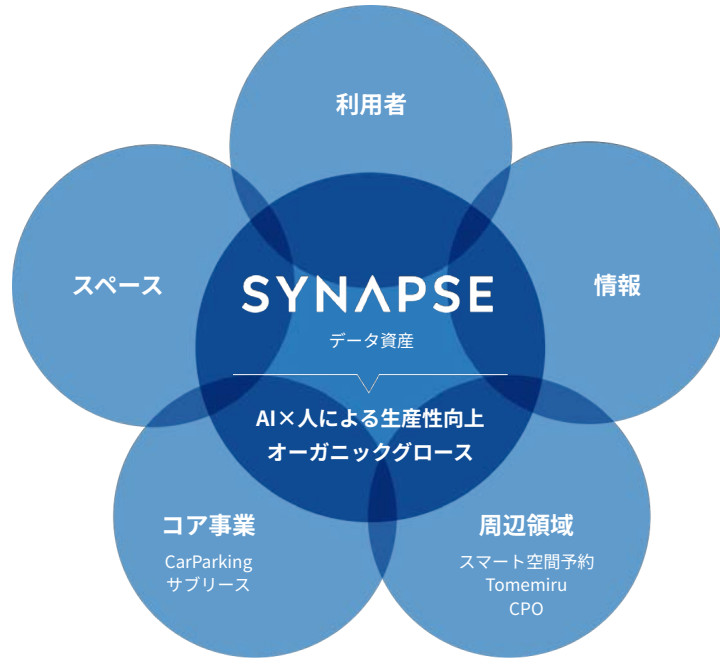 利用者
スペース
情報
SYNAPSE
データ資産
AI×人による生産性向上
オーガニックグロース
コア事業
CarParking
サブリース
周辺領域
スマート空間予約
Tomemiru
CPO